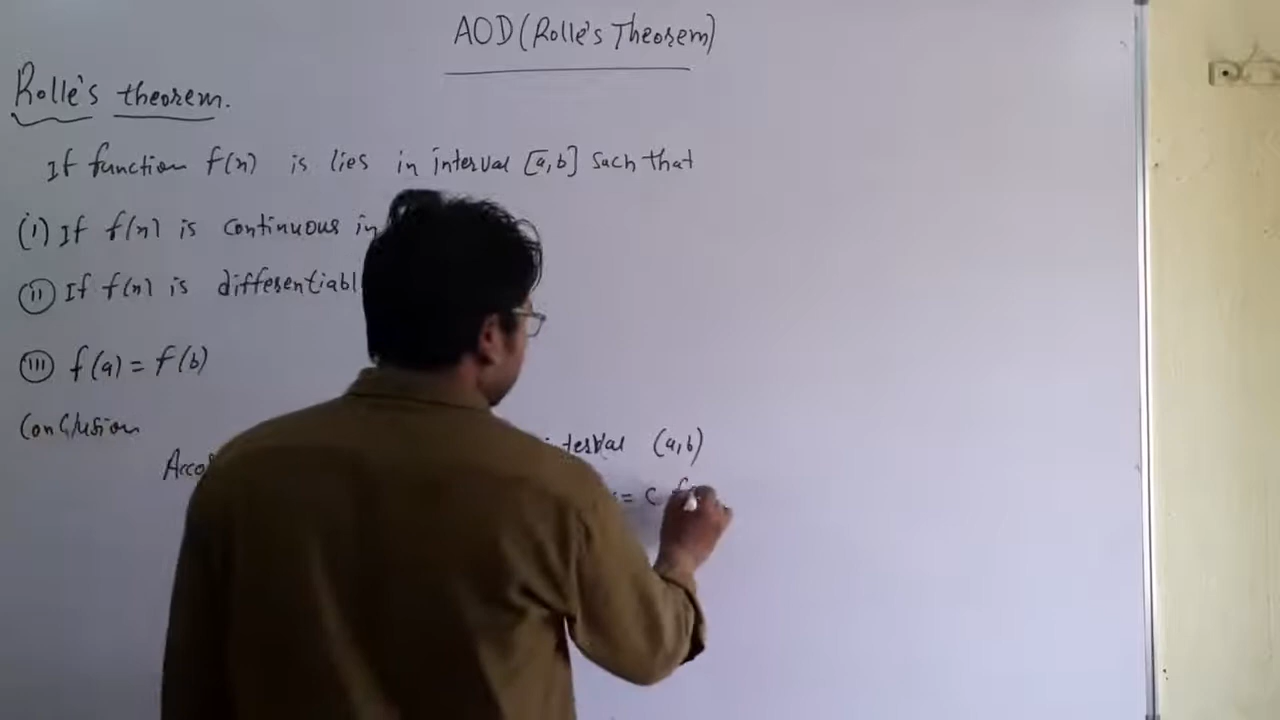 AOD (Rolle's Theorem)
Rolle's theorem.
If function f(x) is lies in interval [a,b] such that
(i) If f(x) is continuous in
(ii) If f(x) is differentiabl
(iii) f(a) = f(b)
Conclusion
interval (a,b)
= c